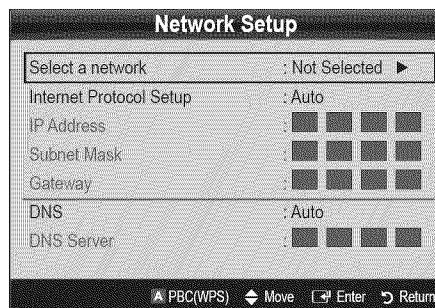 Network Setup
Select a network : Not Selected ▶
Internet Protocol Setup : Auto
IP Address :
Subnet Mask :
Gateway :
DNS : Auto
DNS Server :
A PBC(WPS) Move Enter Return